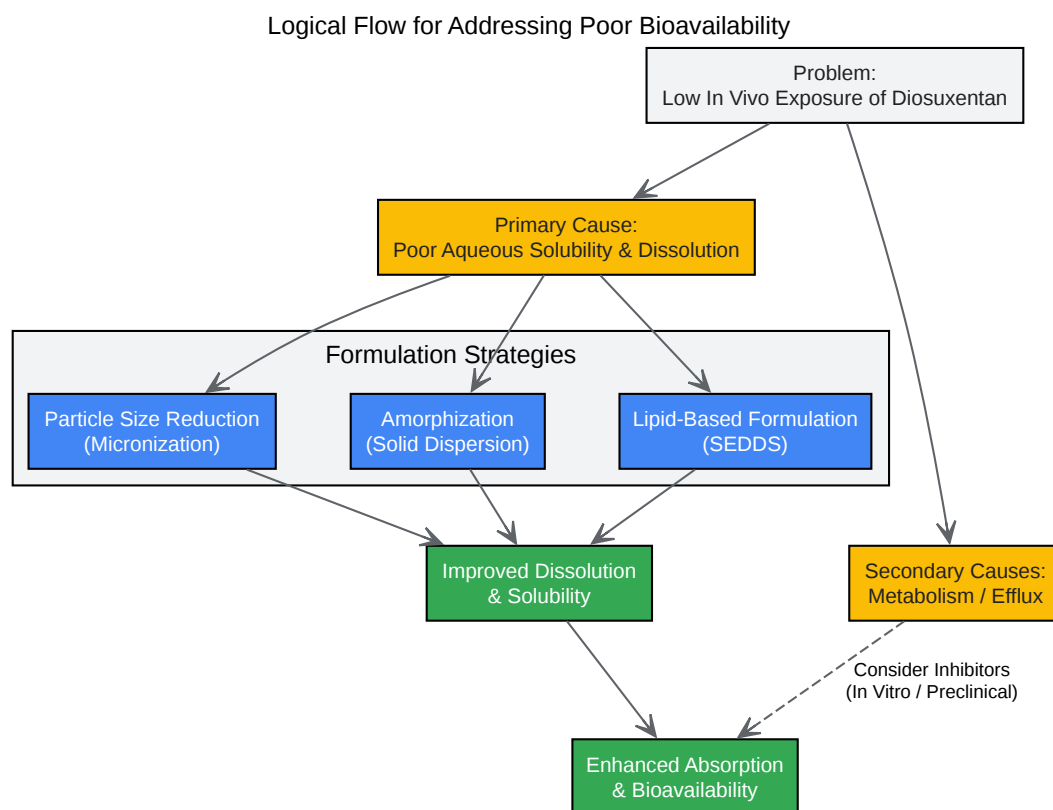 Logical Flow for Addressing Poor Bioavailability
Problem:
Low In Vivo Exposure of Diosuxentan
Primary Cause:
Poor Aqueous Solubility & Dissolution
Formulation Strategies
Particle Size Reduction
(Micronization)
Amorphization
(Solid Dispersion)
Lipid-Based Formulation
(SEDDS)
Improved Dissolution
& Solubility
Secondary Causes:
Metabolism / Efflux
Consider Inhibitors
(In Vitro / Preclinical)
Enhanced Absorption
& Bioavailability